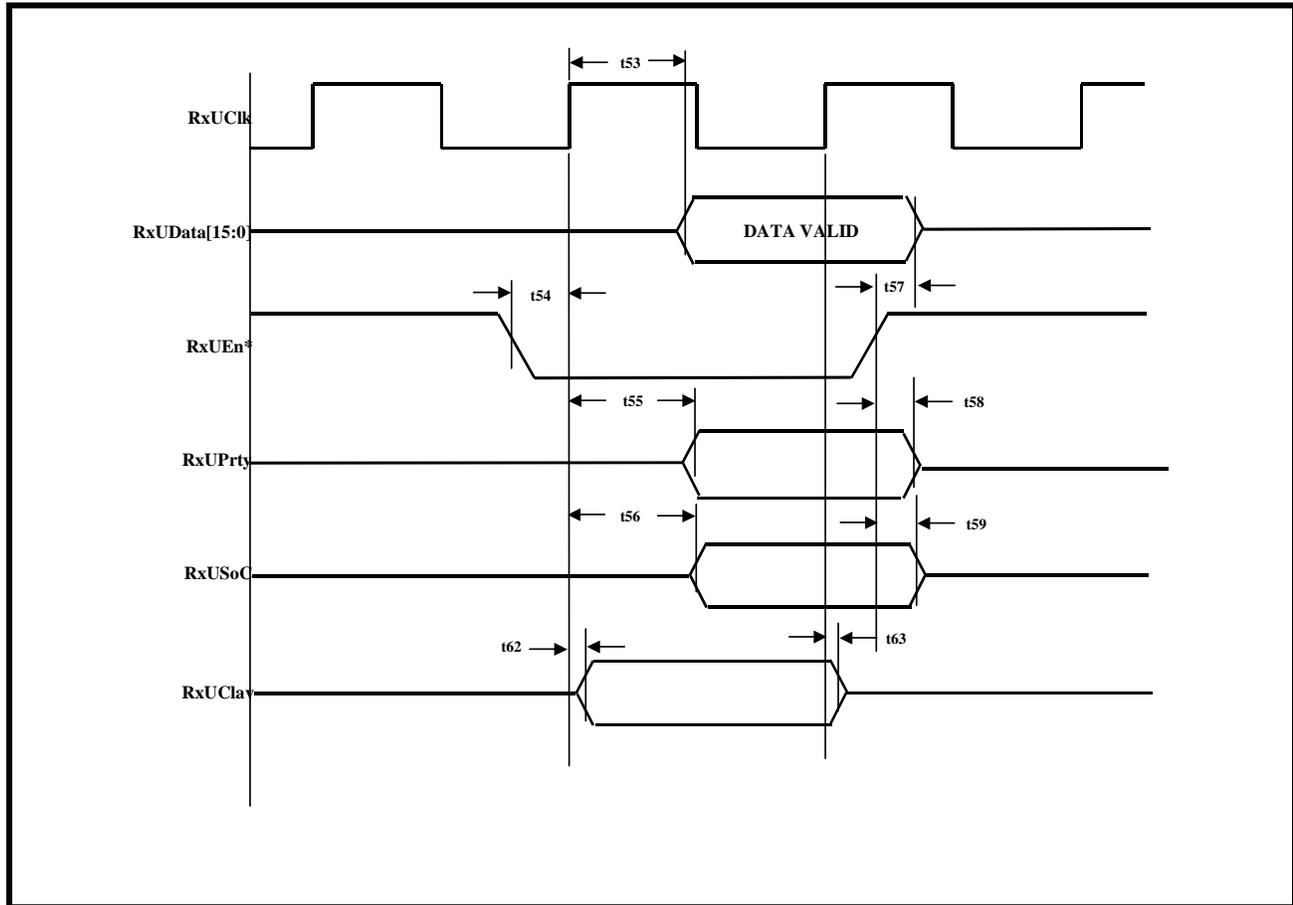 t53
RxUClk
RxUData[15:0]
DATA VALID
t54
t57
RxUEn*
t55
t58
RxUPrty
t56
t59
RxUSoC
t62
t63
RxUClav